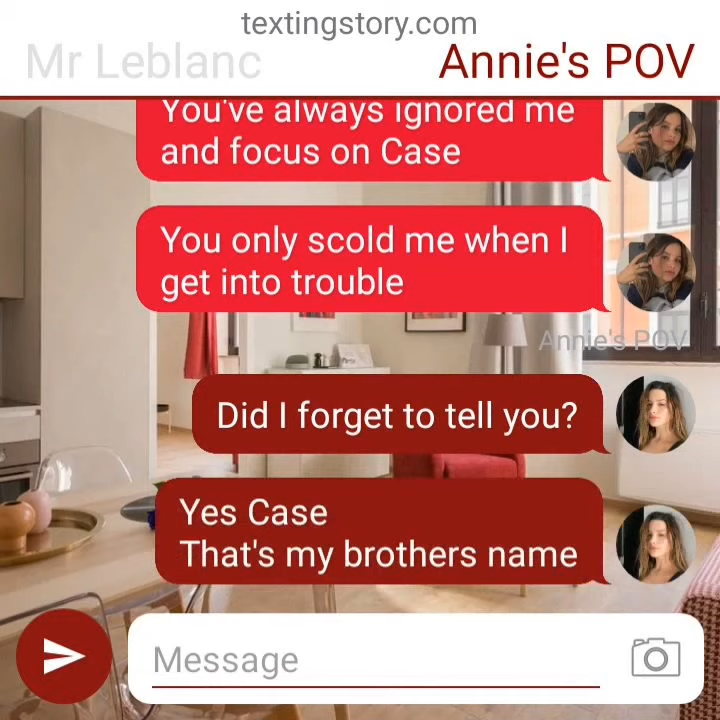 textingstory.com
Mr Leblanc
Annie's POV
You've always ignored me
and focus on Case
You only scold me when I
get into trouble
Annie's POV
Did I forget to tell you?
Yes Case
That's my brothers name
Message